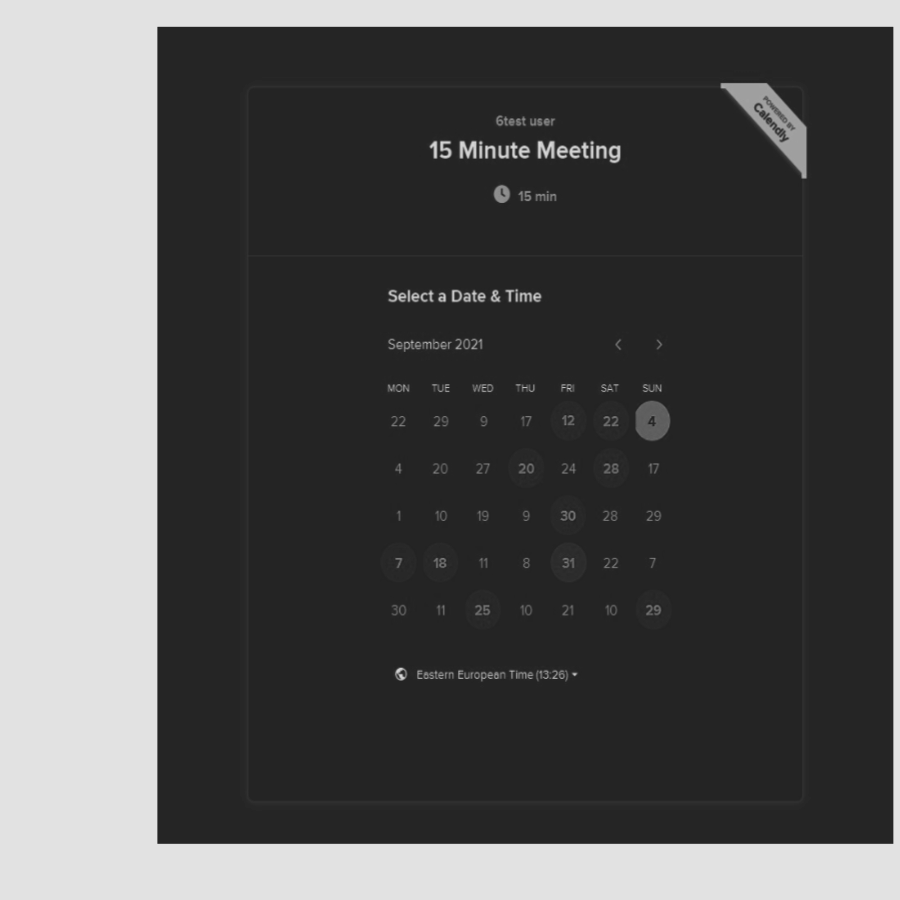 POWERED BY
Calendly
6test user
15 Minute Meeting
15 min
Select a Date & Time
September 2021
MON TUE WED THU FRI SAT SUN
22 29 9 17 12 22 4
4 20 27 20 24 28 17
1 10 19 9 30 28 29
7 18 11 8 31 22 7
30 11 25 10 21 10 29
Eastern European Time (13:26)